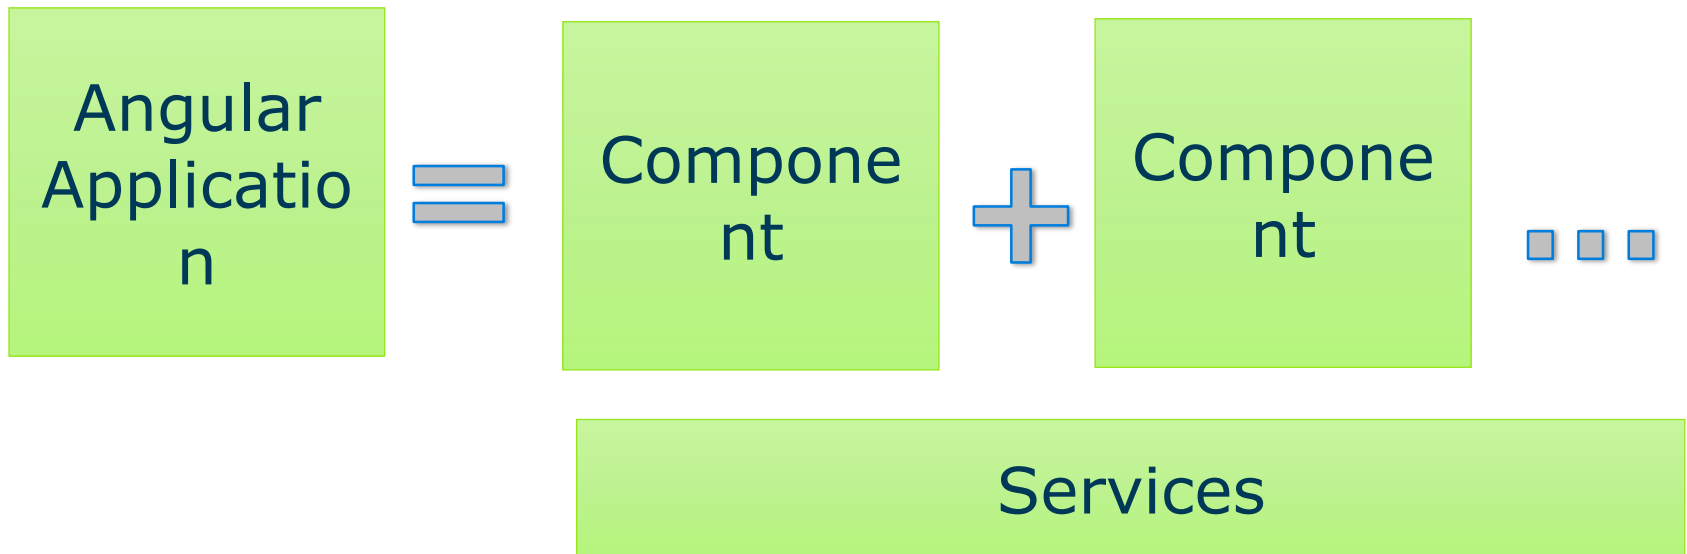 Angular
Applicatio
n
Compone
nt
Compone
nt
Services